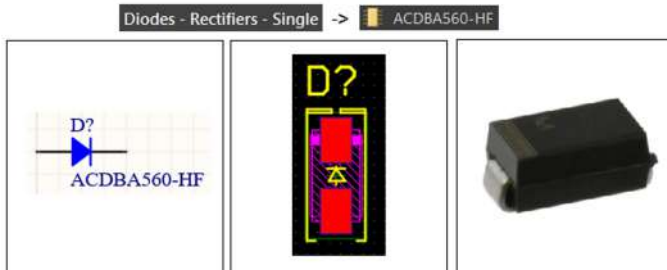 Diodes - Rectifiers - Single -> ACDBA560-HF
D?
ACDBA560-HF
D?